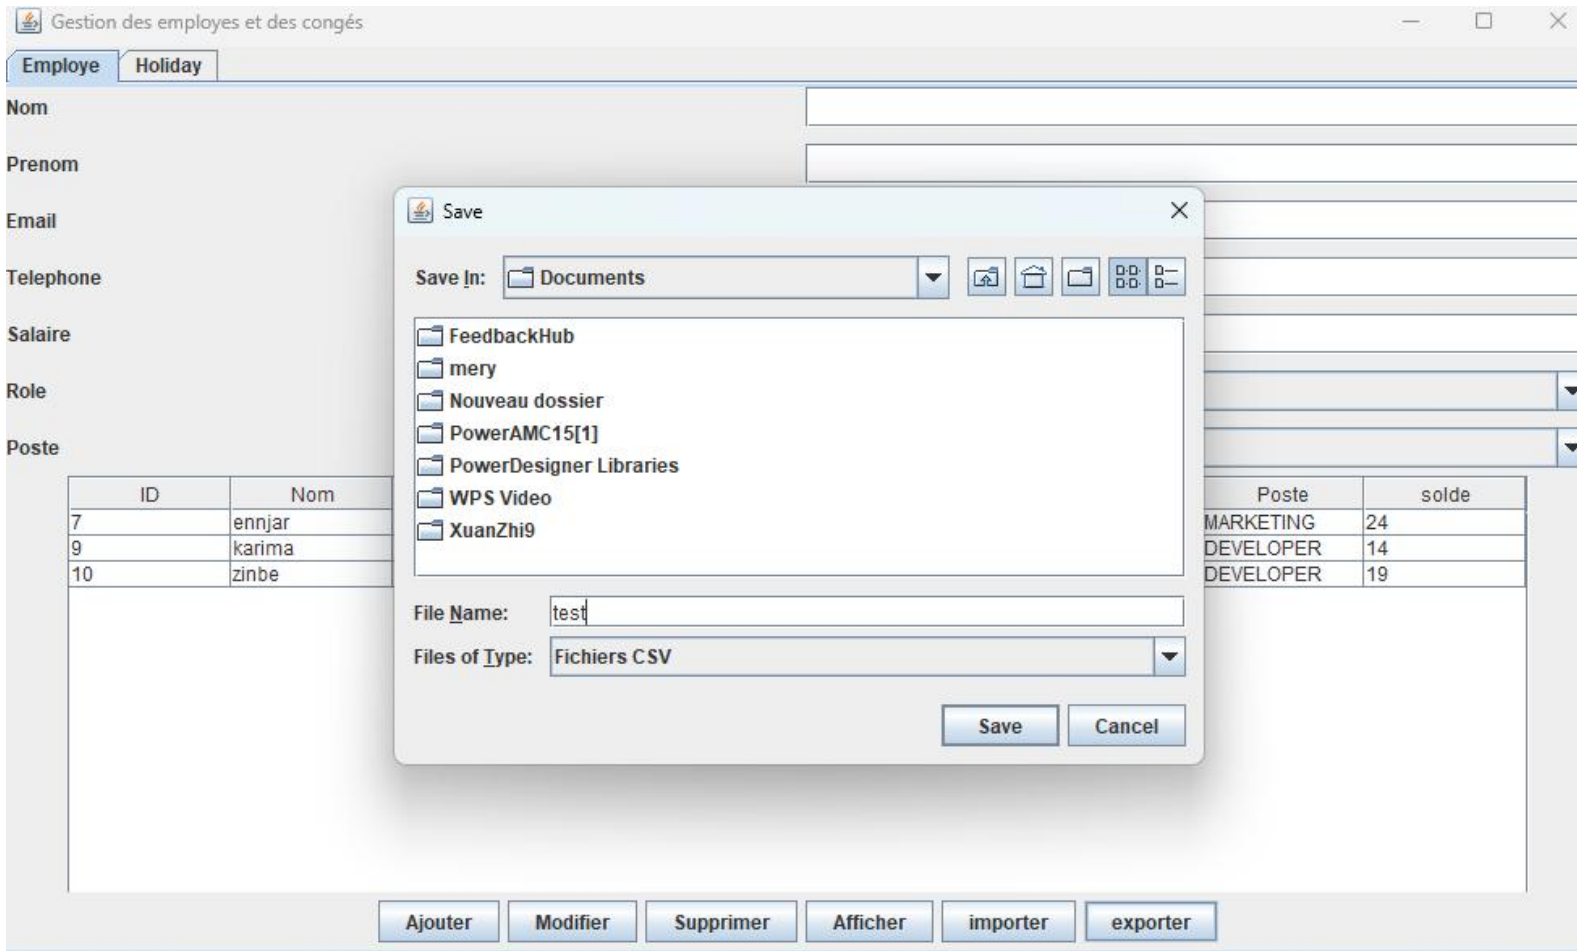 Gestion des employes et des congés
Employe Holiday
Nom
Prenom
Email
Telephone
Salaire
Role
Poste
Save
Save In: Documents
FeedbackHub
mery
Nouveau dossier
PowerAMC15[1]
PowerDesigner Libraries
WPS Video
XuanZhi9
File Name: test
Files of Type: Fichiers CSV
Save Cancel
ID Nom Poste solde
7 ennjar MARKETING 24
9 karima DEVELOPER 14
10 zinbe DEVELOPER 19
Ajouter Modifier Supprimer Afficher importer exporter